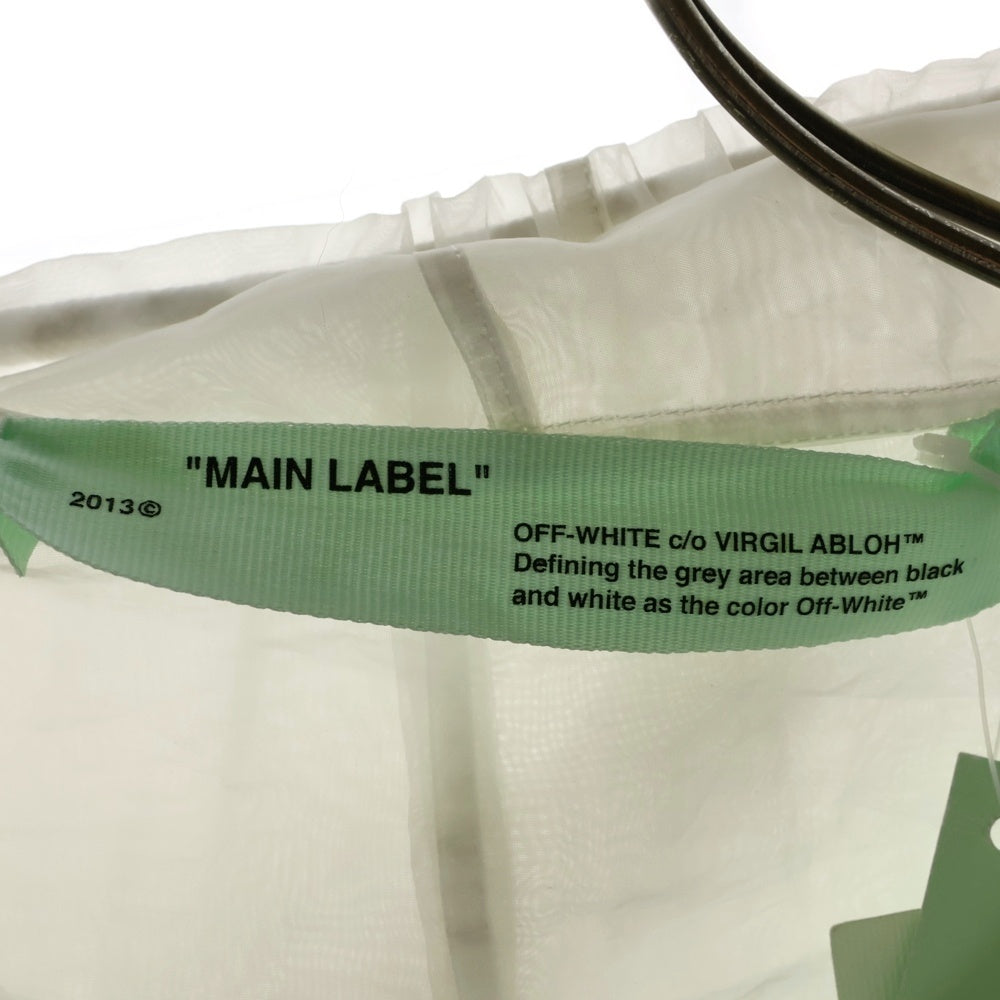 "MAIN LABEL"
2013©
OFF-WHITE c/o VIRGIL ABLOH™
Defining the grey area between black
and white as the color Off-White™